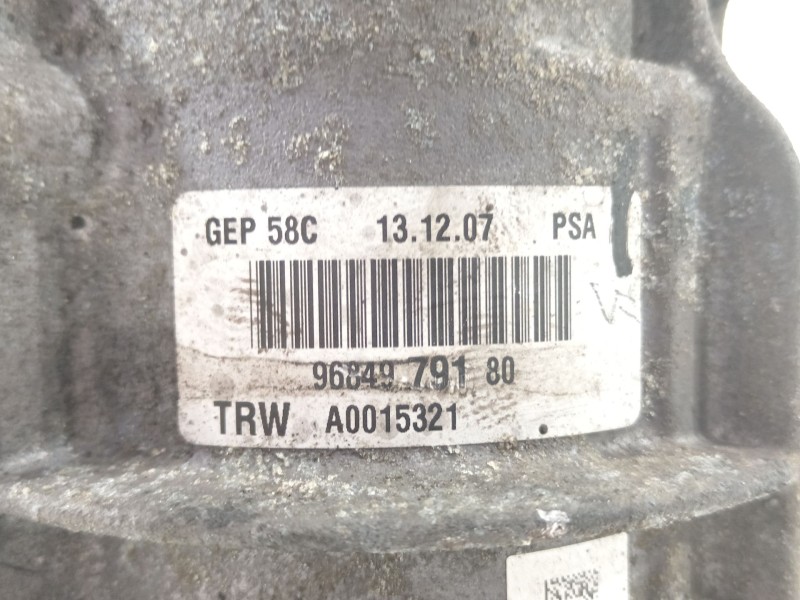 GEP 58C 13.12.07 PSA
96849 791 80
TRW A0015321